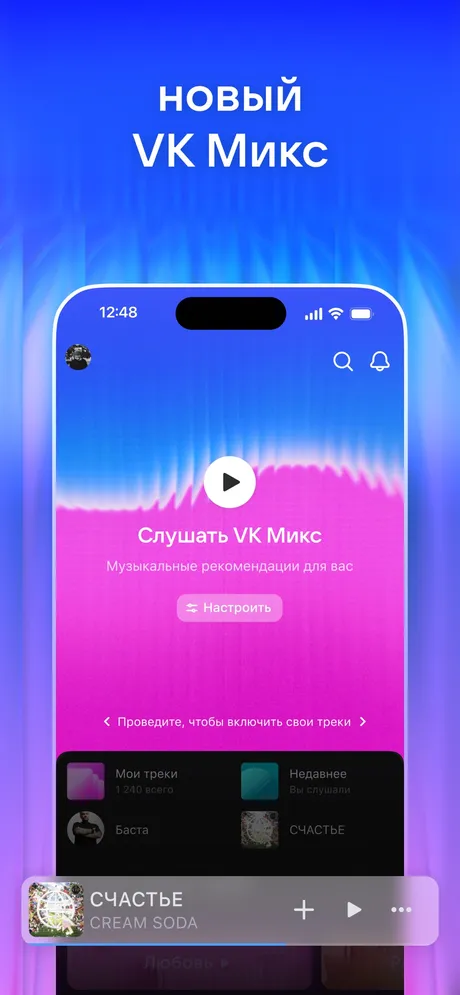 новый
VK Микс
12:48
Слушать VK Микс
Музыкальные рекомендации для вас
Настроить
Проведите, чтобы включить свои треки
Мои треки
1 240 всего
Недавнее
Вы слушали
Баста
СЧАСТЬЕ
СЧАСТЬЕ
CREAM SODA
Любовь